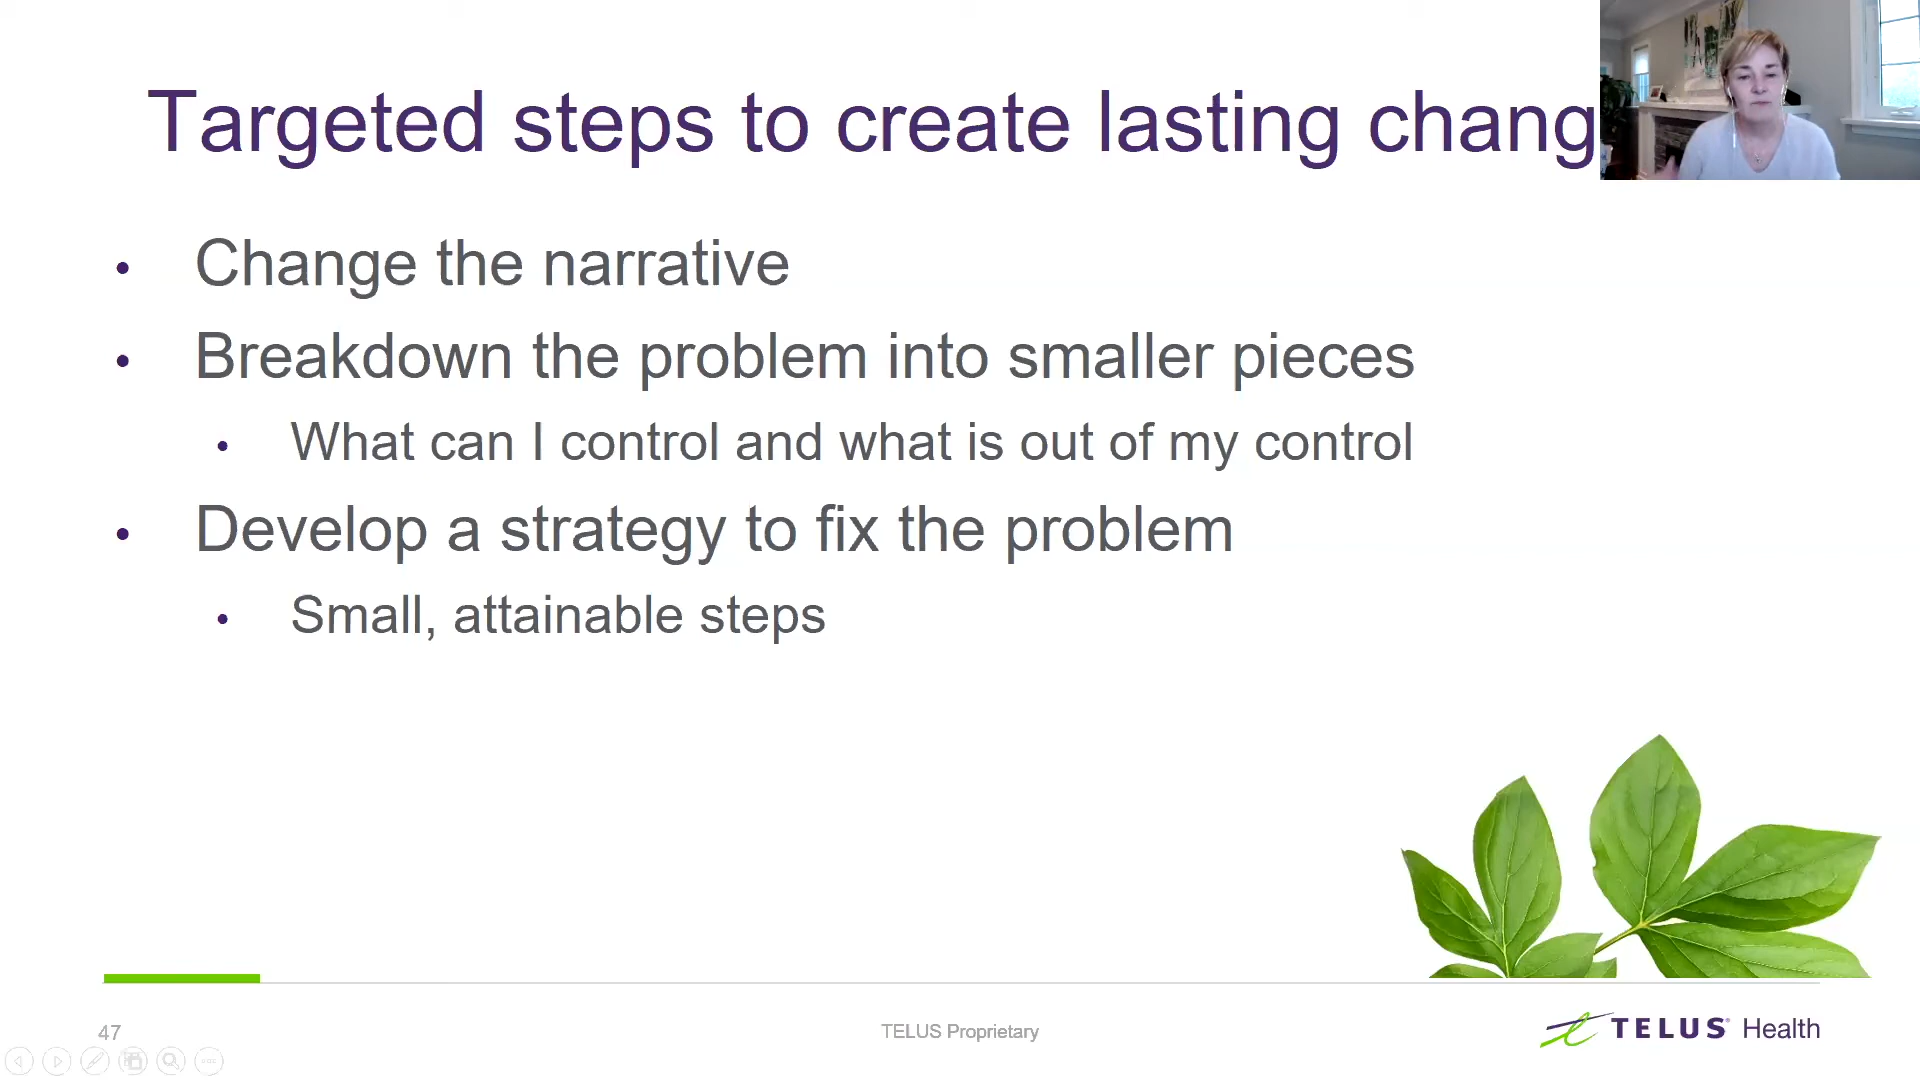 Targeted steps to create lasting chang
• Change the narrative
• Breakdown the problem into smaller pieces
• What can I control and what is out of my control
• Develop a strategy to fix the problem
• Small, attainable steps
47
TELUS Proprietary
TELUS® Health